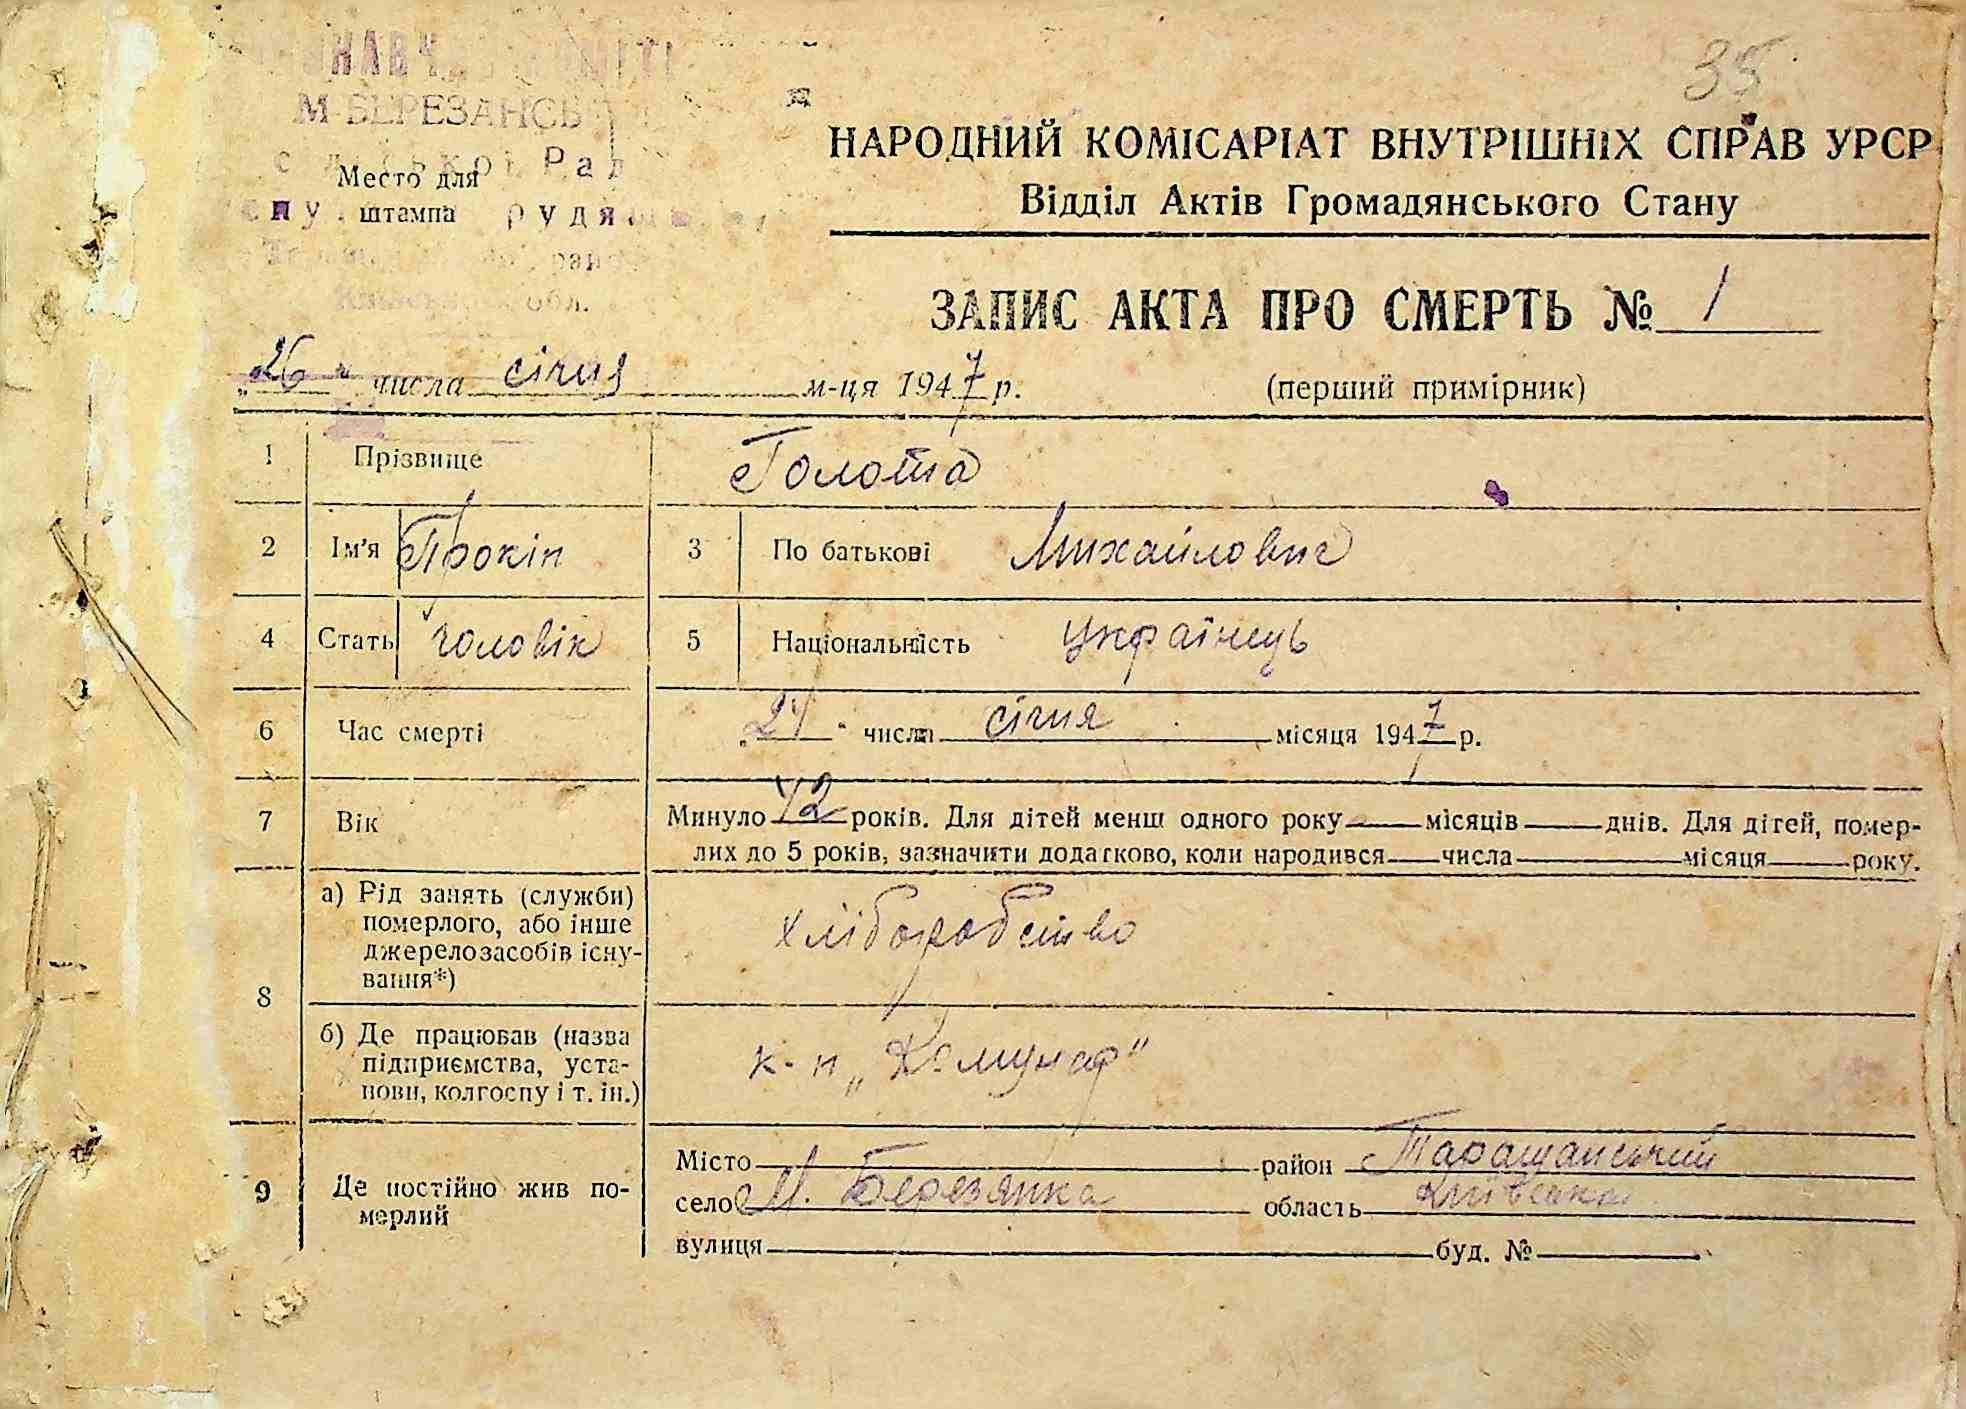 35
М-БЕРЕЗАНСЬ
Место для
штампа
Рад
обл.
НАРОДНИЙ КОМІСАРІАТ ВНУТРІШНІХ СПРАВ УРСР
Відділ Актів Громадянського Стану
ЗАПИС АКТА ПРО СМЕРТЬ № 1
„26" числа січня м-ця 1947 р.
(перший примірник)
1 Прізвище Голота
2 Ім'я Прокіп 3 По батькові Михайлович
4 Стать чоловік 5 Національність українець
6 Час смерті „24" числа січня місяця 1947 р.
7 Вік Минуло 42 років. Для дітей менш одного року місяців днів. Для дітей, помер-
лих до 5 років, зазначити додатково, коли народився числа місяця року.
8 а) Рід занять (служби)
померлого, або інше
джерело засобів існу-
вання*)
хліборобство
б) Де працював (назва
підприємства, уста-
нови, колгоспу і т. ін.)
к-п „Комунар"
9 Де постійно жив по-
мерлий
Місто район Таращанський
село М. Березянка область Київська
вулиця буд. №